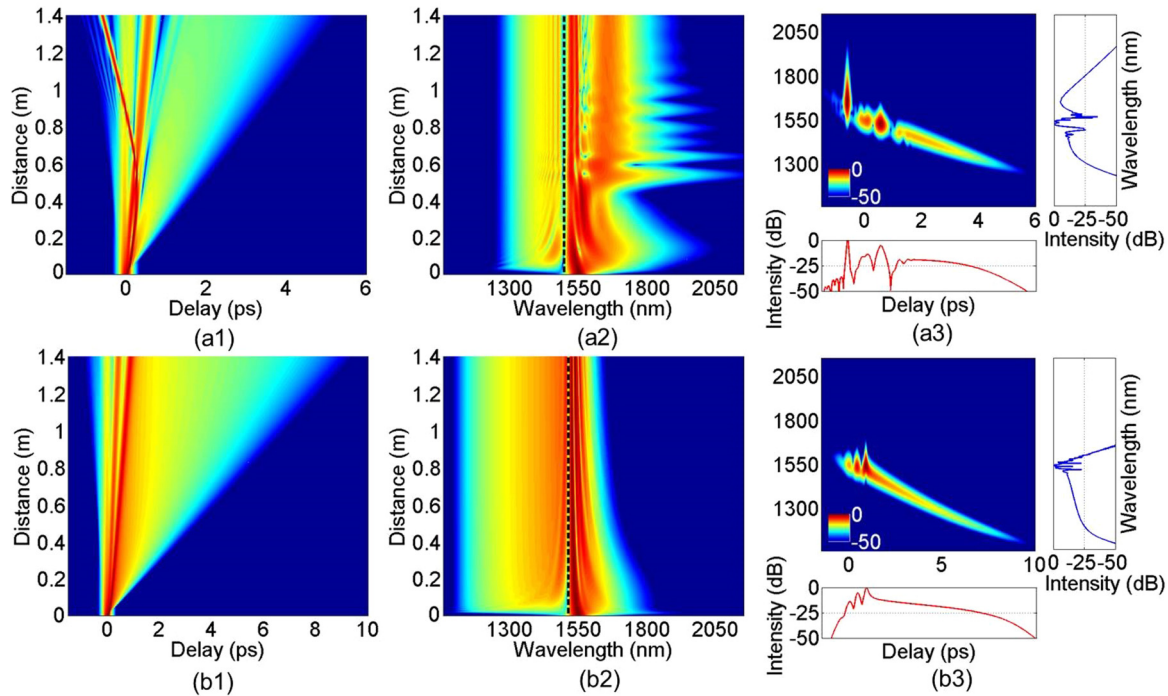 1.4
1.2
1
0.8
0.6
0.4
0.2
0
Distance (m)
0 2 4 6
Delay (ps)
(a1)
1.4
1.2
1
0.8
0.6
0.4
0.2
0
Distance (m)
1300 1550 1800 2050
Wavelength (nm)
(a2)
2050
1800
1550
1300
0
-50
0 2 4 6
Intensity (dB)
0
-25
-50
Delay (ps)
(a3)
Wavelength (nm)
0 -25-50
Intensity (dB)
1.4
1.2
1
0.8
0.6
0.4
0.2
0
Distance (m)
0 2 4 6 8 10
Delay (ps)
(b1)
1.4
1.2
1
0.8
0.6
0.4
0.2
0
Distance (m)
1300 1550 1800 2050
Wavelength (nm)
(b2)
2050
1800
1550
1300
0
-50
0 5 10
Intensity (dB)
0
-25
-50
Delay (ps)
(b3)
Wavelength (nm)
0 -25-50
Intensity (dB)